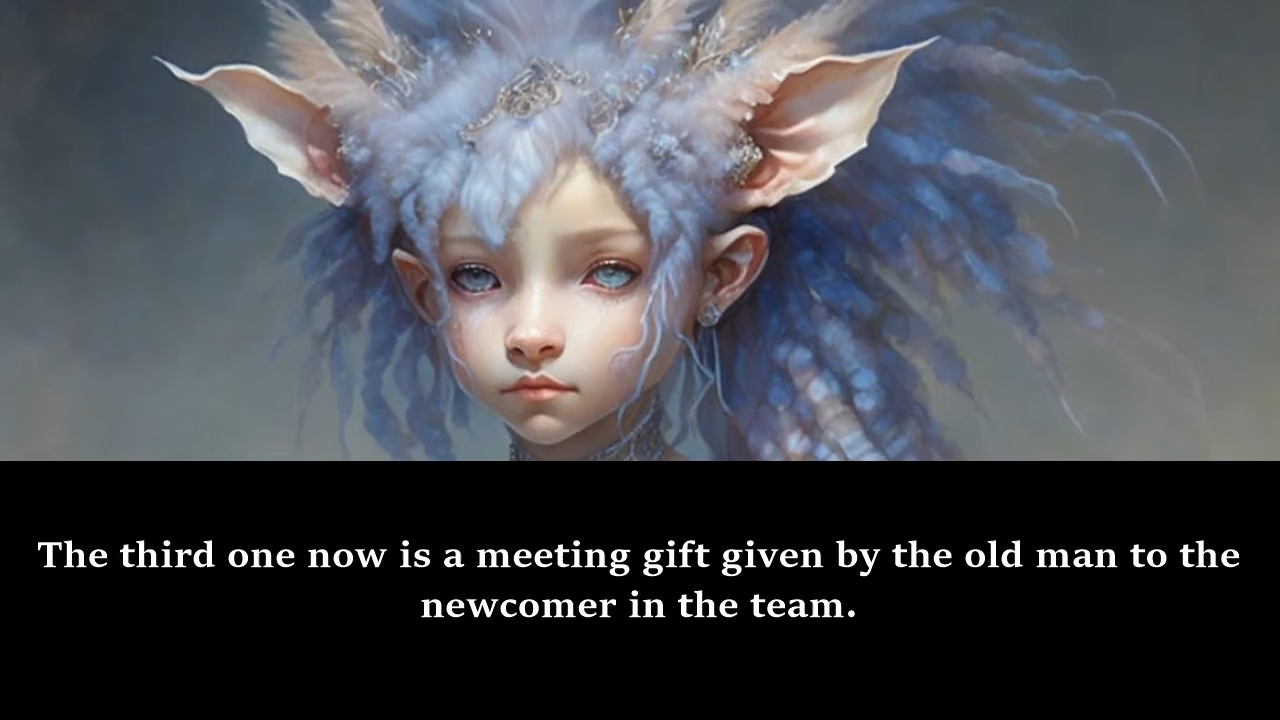 The third one now is a meeting gift given by the old man to the
newcomer in the team.